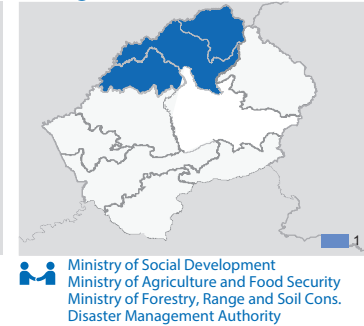 1
Ministry of Social Development
Ministry of Agriculture and Food Security
Ministry of Forestry, Range and Soil Cons.
Disaster Management Authority